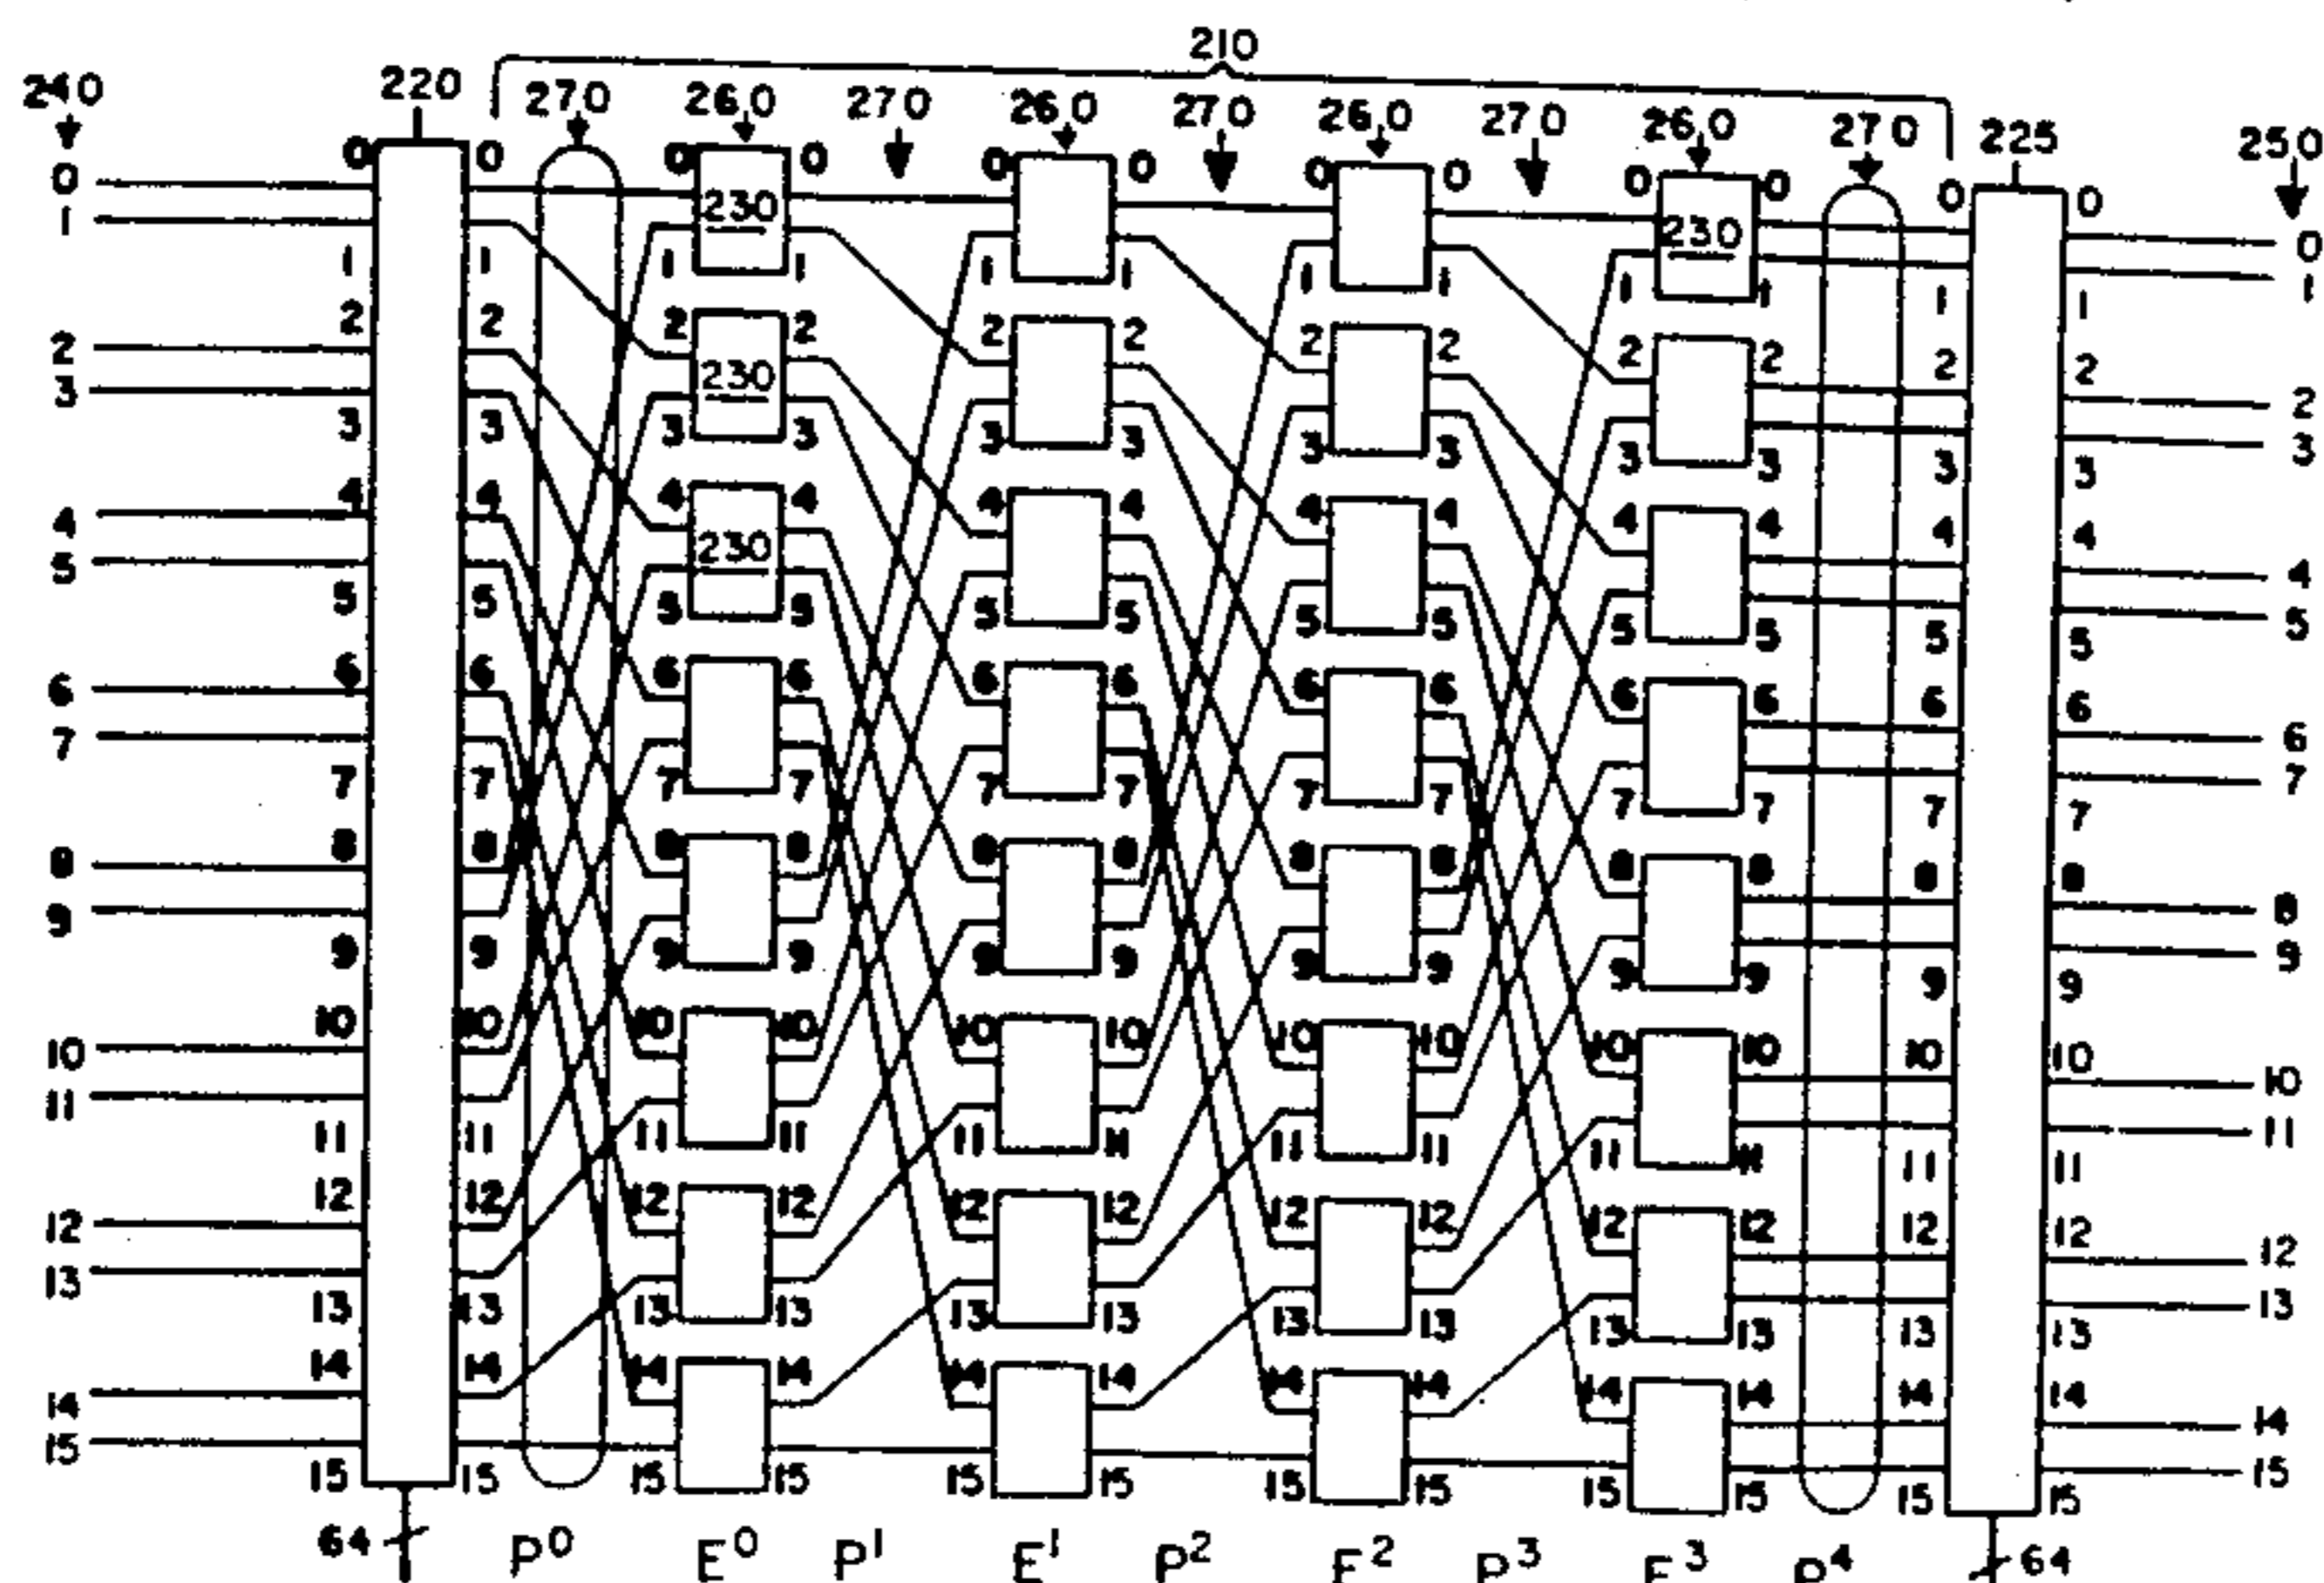 210
240 220 270 260 270 260 270 260 270 260 270 225 250
0 0 0 0 0 0 0 0 0 0 0 0
0 230 230 0
1 1
1 1 1 1 1 1 1 1 1 1 1 1
2 2 2 2 2 2 2 2 2 2 2 2
2 230 2
3 3
3 3 3 3 3 3 3 3 3 3 3 3
4 4 4 4 4 4 4 4 4 4 4 4
4 230 4
5 5
5 5 5 5 5 5 5 5 5 5 5 5
6 6 6 6 6 6 6 6 6 6 6 6
6 6
7 7
7 7 7 7 7 7 7 7 7 7 7 7
8 8 8 8 8 8 8 8 8 8 8 8
8 8
9 9
9 9 9 9 9 9 9 9 9 9 9 9
10 10 10 10 10 10 10 10 10 10 10 10
10 10
11 11
11 11 11 11 11 11 11 11 11 11 11 11
12 12 12 12 12 12 12 12 12 12 12 12
12 12
13 13
13 13 13 13 13 13 13 13 13 13 13 13
14 14 14 14 14 14 14 14 14 14 14 14
14 14
15 15
15 15 15 15 15 15 15 15 15 15 15 15
64 P⁰ E⁰ P¹ E¹ P² E² P³ E³ P⁴ 64